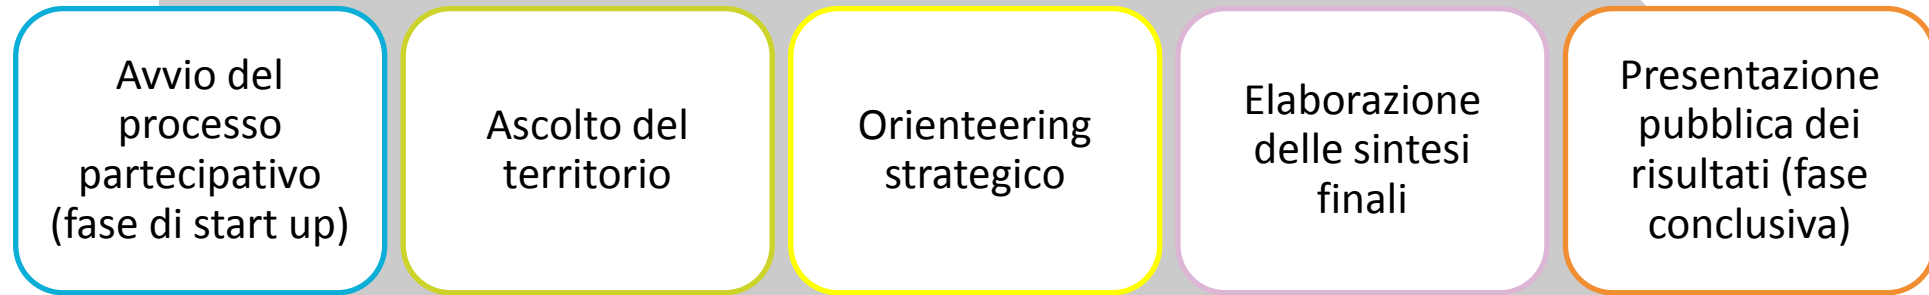 Avvio del
processo
partecipativo
(fase di start up)
Ascolto del
territorio
Orienteering
strategico
Elaborazione
delle sintesi
finali
Presentazione
pubblica dei
risultati (fase
conclusiva)